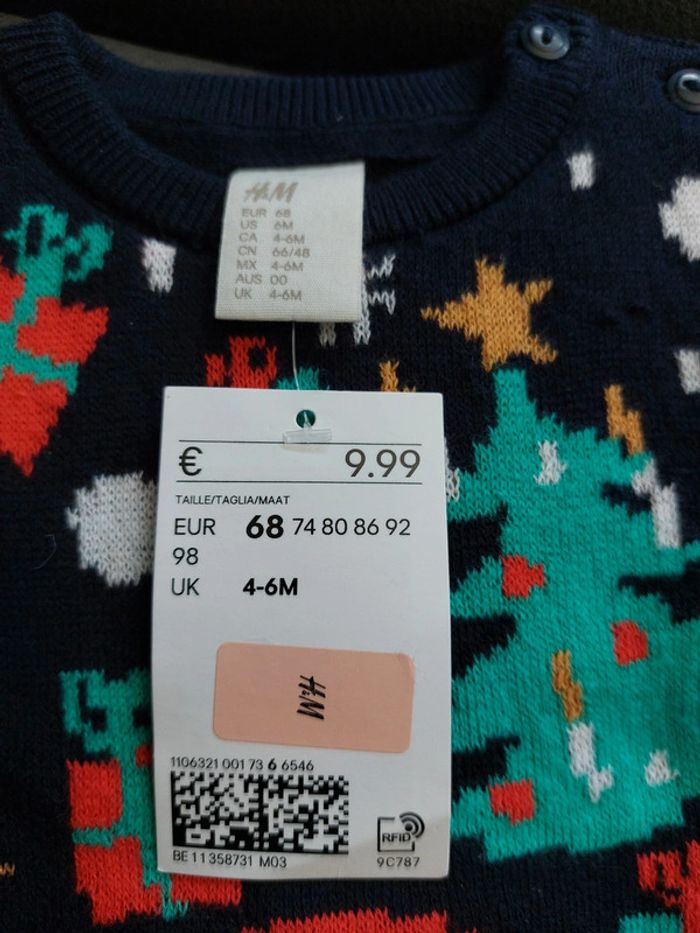 H&M
EUR 68
US 6M
CA 4-6M
CN 66/48
MX 4-6M
AUS 00
UK 4-6M
€ 9.99
TAILLE/TAGLIA/MAAT
EUR 68 74 80 86 92
98
UK 4-6M
H&M
1106321 001 73 6 6546
BE 11358731 M03
RFID
9C787